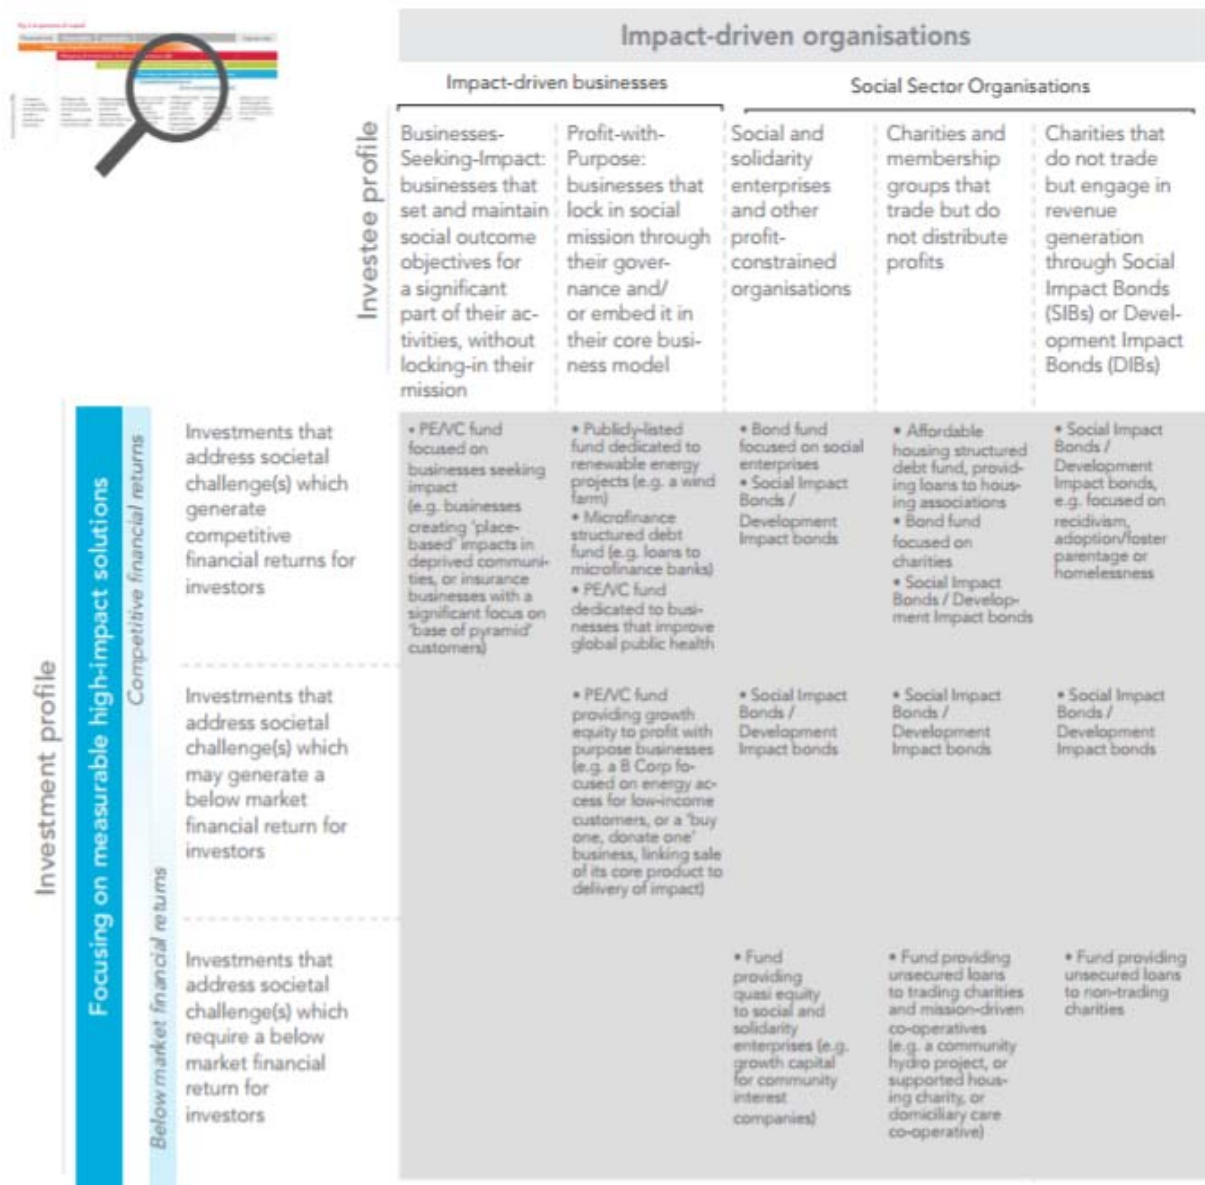 Impact-driven organisations
Impact-driven businesses
Social Sector Organisations
Investee profile
Businesses-
Seeking-Impact:
businesses that
set and maintain
social outcome
objectives for
a significant
part of their ac-
tivities, without
locking-in their
mission
Profit-with-
Purpose:
businesses that
lock in social
mission through
their gover-
nance and/
or embed it in
their core busi-
ness model
Social and
solidarity
enterprises
and other
profit-
constrained
organisations
Charities and
membership
groups that
trade but do
not distribute
profits
Charities that
do not trade
but engage in
revenue
generation
through Social
Impact Bonds
(SIBs) or Devel-
opment Impact
Bonds (DIBs)
Investment profile
Focusing on measurable high-impact solutions
Competitive financial returns
Below market financial returns
Investments that
address societal
challenge(s) which
generate
competitive
financial returns for
investors
• PE/VC fund
focused on
businesses seeking
impact
(e.g. businesses
creating 'place-
based' impacts in
deprived communi-
ties, or insurance
businesses with a
significant focus on
'base of pyramid'
customers)
• Publicly-listed
fund dedicated to
renewable energy
projects (e.g. a wind
farm)
• Microfinance
structured debt
fund (e.g. loans to
microfinance banks)
• PE/VC fund
dedicated to busi-
nesses that improve
global public health
• Bond fund
focused on social
enterprises
• Social Impact
Bonds /
Development
Impact bonds
• Affordable
housing structured
debt fund, provid-
ing loans to hous-
ing associations
• Bond fund
focused on
charities
• Social Impact
Bonds / Develop-
ment Impact bonds
• Social Impact
Bonds /
Development
Impact bonds,
e.g. focused on
recidivism,
adoption/foster
parentage or
homelessness
Investments that
address societal
challenge(s) which
may generate a
below market
financial return for
investors
• PE/VC fund
providing growth
equity to profit with
purpose businesses
(e.g. a B Corp fo-
cused on energy ac-
cess for low-income
customers, or a 'buy
one, donate one'
business, linking sale
of its core product to
delivery of impact)
• Social Impact
Bonds /
Development
Impact bonds
• Social Impact
Bonds /
Development
Impact bonds
• Social Impact
Bonds /
Development
Impact bonds
Investments that
address societal
challenge(s) which
require a below
market financial
return for
investors
• Fund
providing
quasi equity
to social and
solidarity
enterprises (e.g.
growth capital
for community
interest
companies)
• Fund providing
unsecured loans
to trading charities
and mission-driven
co-operatives
(e.g. a community
hydro project, or
supported hous-
ing charity, or
domiciliary care
co-operative)
• Fund providing
unsecured loans
to non-trading
charities